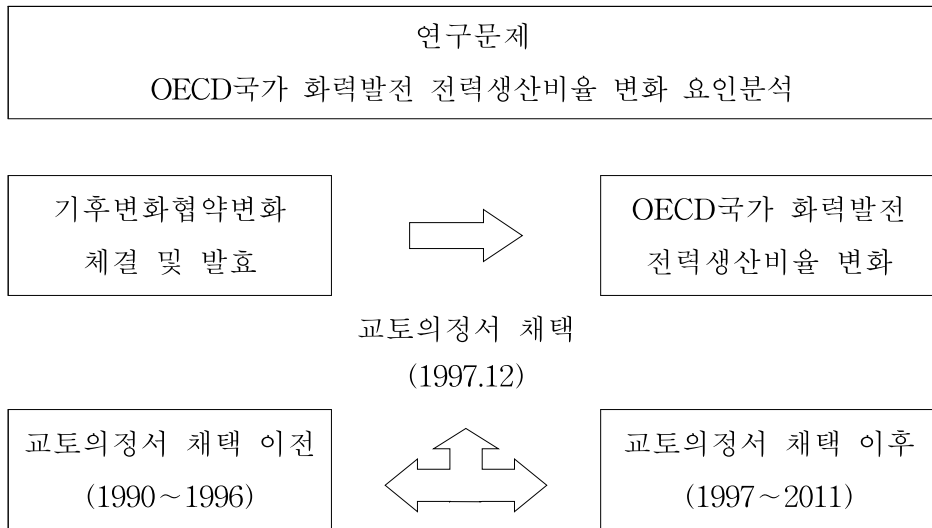 연구문제
OECD국가 화력발전 전력생산비율 변화 요인분석
기후변화협약변화
체결 및 발효
OECD국가 화력발전
전력생산비율 변화
교토의정서 채택
(1997.12)
교토의정서 채택 이전
(1990～1996)
교토의정서 채택 이후
(1997～2011)